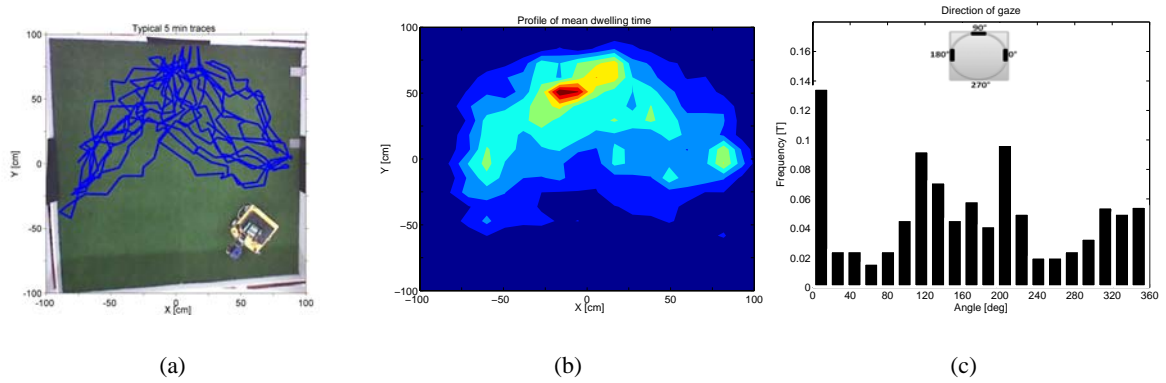 Typical 5 min traces
100
50
0
-50
-100
Y [cm]
-100 -50 0 50 100
X [cm]
(a)
Profile of mean dwelling time
100
50
0
−50
−100
Y [cm]
−100 −50 0 50 100
X [cm]
(b)
Direction of gaze
90°
180° 0°
270°
0.16
0.14
0.12
0.1
0.08
0.06
0.04
0.02
Frequency [T]
0 40 80 120 160 200 240 280 320 360
Angle [deg]
(c)